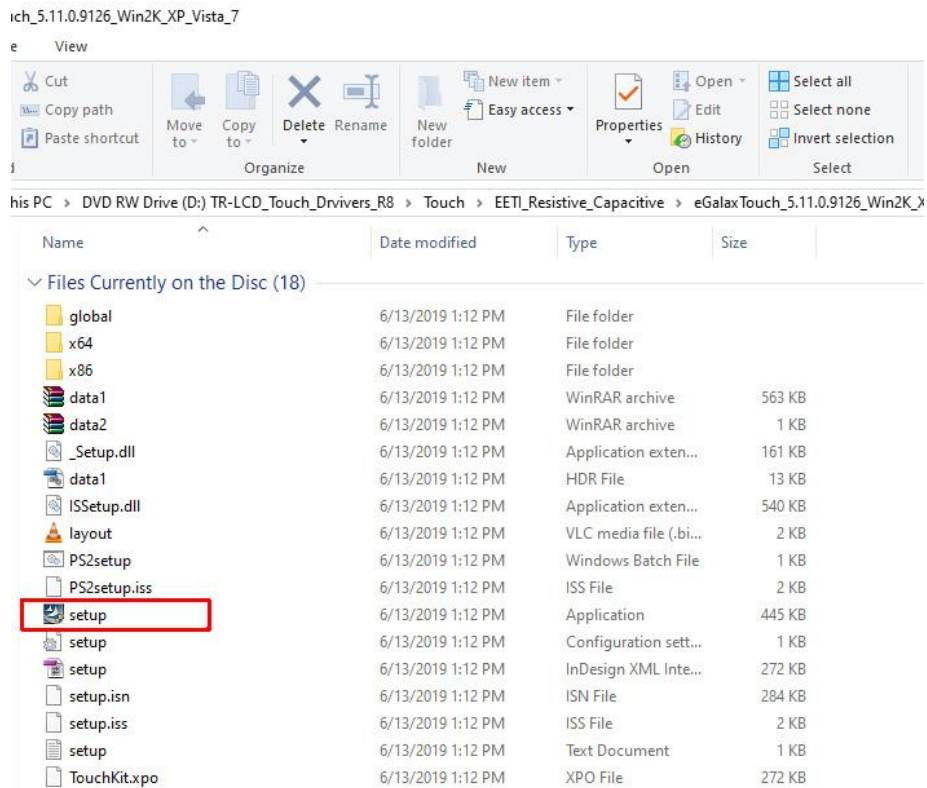 uch_5.11.0.9126_Win2K_XP_Vista_7
e View
Cut
Copy path
Paste shortcut
Move to
Copy to
Delete
Rename
Organize
New folder
New item
Easy access
New
Properties
Open
Edit
History
Open
Select all
Select none
Invert selection
Select
his PC > DVD RW Drive (D:) TR-LCD_Touch_Drvivers_R8 > Touch > EETI_Resistive_Capacitive > eGalaxTouch_5.11.0.9126_Win2K_X
Name Date modified Type Size
Files Currently on the Disc (18)
global 6/13/2019 1:12 PM File folder
x64 6/13/2019 1:12 PM File folder
x86 6/13/2019 1:12 PM File folder
data1 6/13/2019 1:12 PM WinRAR archive 563 KB
data2 6/13/2019 1:12 PM WinRAR archive 1 KB
_Setup.dll 6/13/2019 1:12 PM Application exten... 161 KB
data1 6/13/2019 1:12 PM HDR File 13 KB
ISSetup.dll 6/13/2019 1:12 PM Application exten... 540 KB
layout 6/13/2019 1:12 PM VLC media file (.bi... 2 KB
PS2setup 6/13/2019 1:12 PM Windows Batch File 1 KB
PS2setup.iss 6/13/2019 1:12 PM ISS File 2 KB
setup 6/13/2019 1:12 PM Application 445 KB
setup 6/13/2019 1:12 PM Configuration sett... 1 KB
setup 6/13/2019 1:12 PM InDesign XML Inte... 272 KB
setup.isn 6/13/2019 1:12 PM ISN File 284 KB
setup.iss 6/13/2019 1:12 PM ISS File 2 KB
setup 6/13/2019 1:12 PM Text Document 1 KB
TouchKit.xpo 6/13/2019 1:12 PM XPO File 272 KB